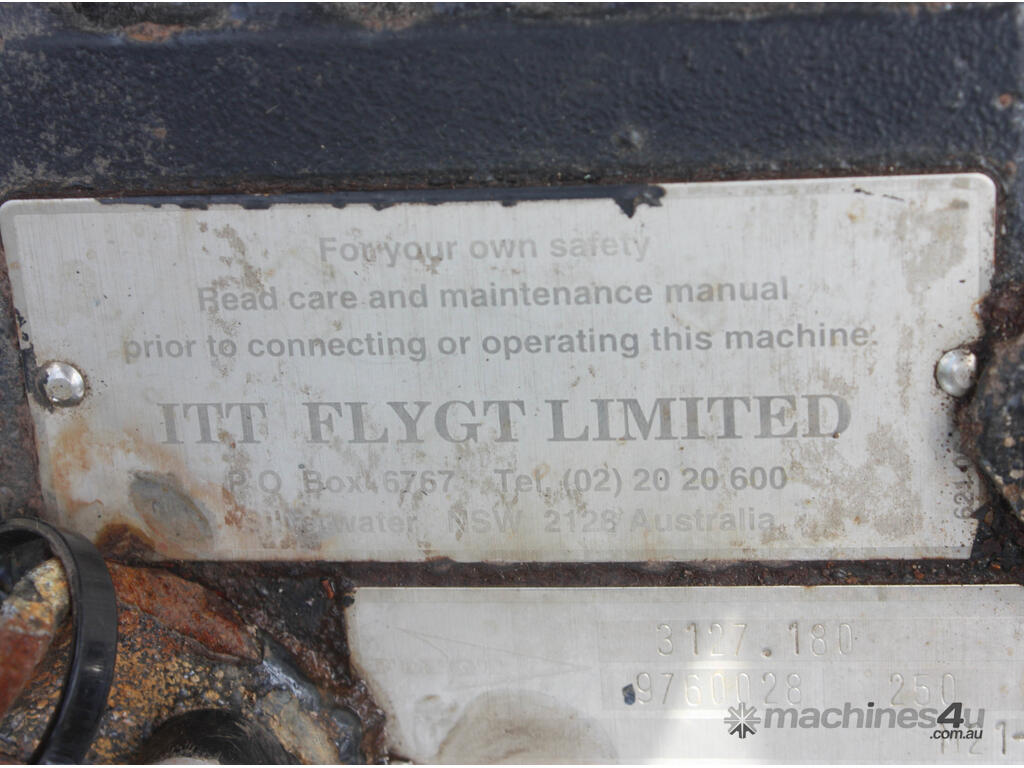 For your own safety
Read care and maintenance manual
prior to connecting or operating this machine.
ITT FLYGT LIMITED
P.O. Box 6767 Tel. (02) 20 20 600
Silverwater, NSW 2128 Australia
3127.180
9760028 250
machines4u
.com.au